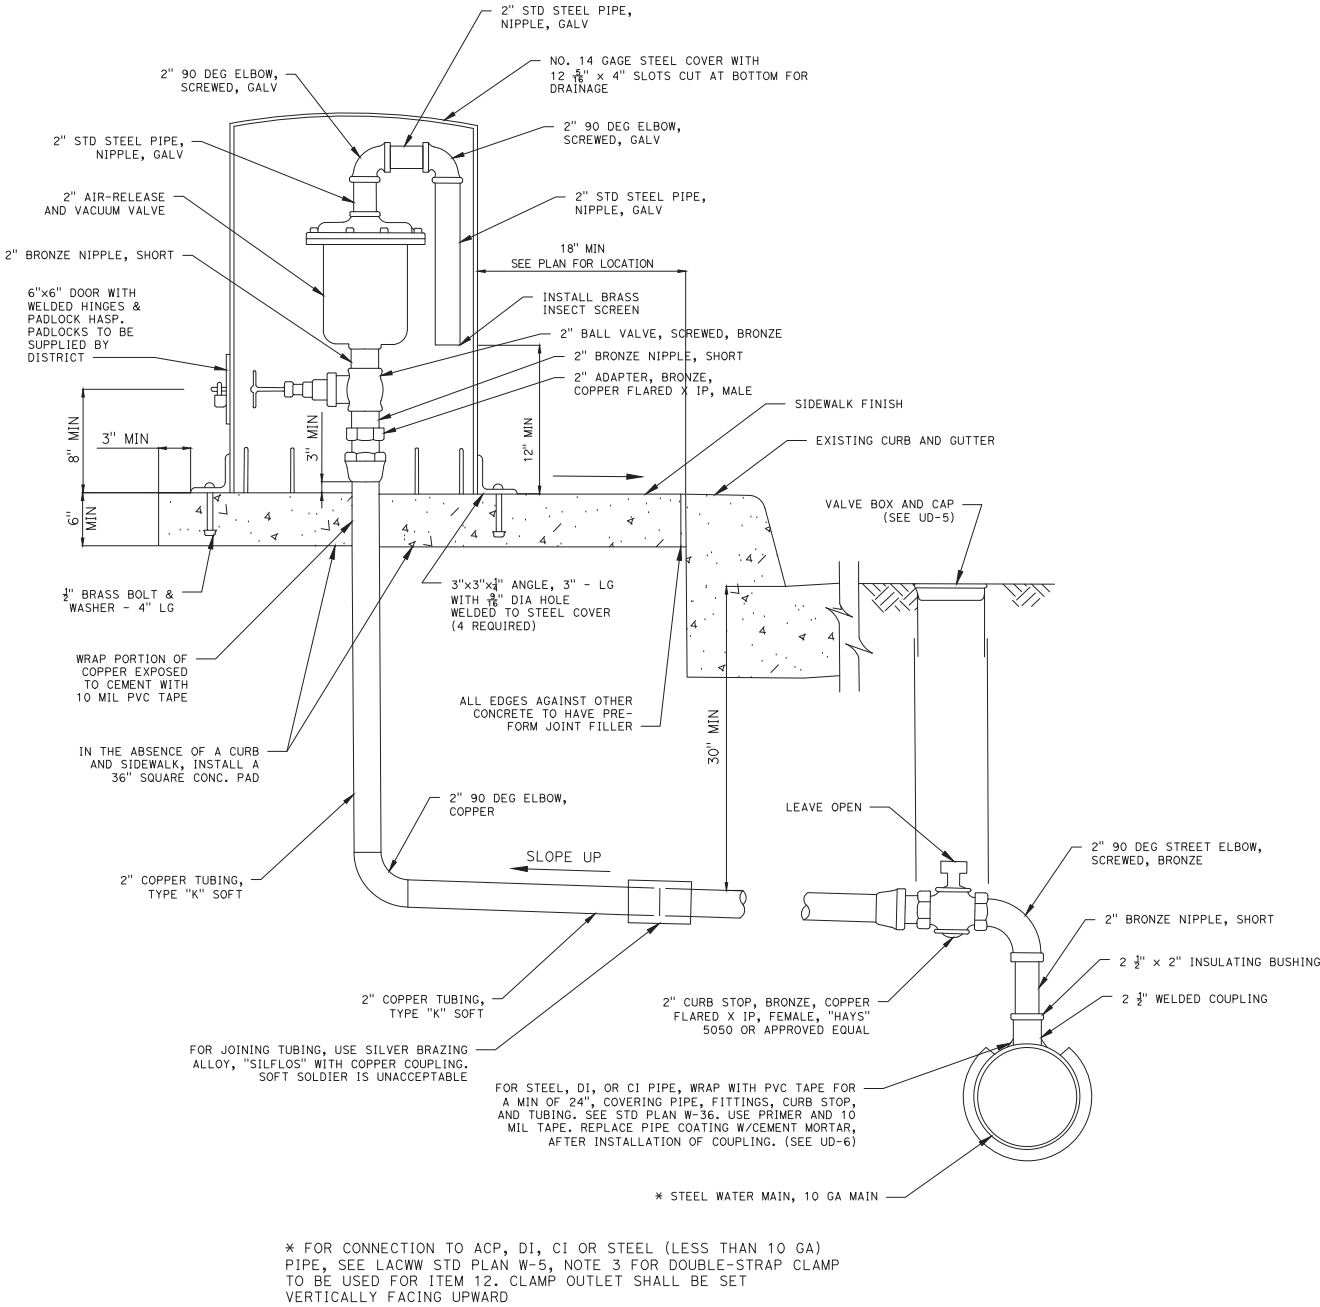 2" STD STEEL PIPE,
NIPPLE, GALV
NO. 14 GAGE STEEL COVER WITH
12 5/16" x 4" SLOTS CUT AT BOTTOM FOR
DRAINAGE
2" 90 DEG ELBOW,
SCREWED, GALV
2" 90 DEG ELBOW,
SCREWED, GALV
2" STD STEEL PIPE,
NIPPLE, GALV
2" AIR-RELEASE
AND VACUUM VALVE
2" STD STEEL PIPE,
NIPPLE, GALV
2" BRONZE NIPPLE, SHORT
18" MIN
SEE PLAN FOR LOCATION
6"x6" DOOR WITH
WELDED HINGES &
PADLOCK HASP.
PADLOCKS TO BE
SUPPLIED BY
DISTRICT
INSTALL BRASS
INSECT SCREEN
2" BALL VALVE, SCREWED, BRONZE
2" BRONZE NIPPLE, SHORT
2" ADAPTER, BRONZE,
COPPER FLARED X IP, MALE
SIDEWALK FINISH
EXISTING CURB AND GUTTER
8" MIN
3" MIN
3" MIN
12" MIN
6"
MIN
VALVE BOX AND CAP
(SEE UD-5)
1/2" BRASS BOLT &
WASHER - 4" LG
3"x3"x1/4" ANGLE, 3" - LG
WITH 9/16" DIA HOLE
WELDED TO STEEL COVER
(4 REQUIRED)
WRAP PORTION OF
COPPER EXPOSED
TO CEMENT WITH
10 MIL PVC TAPE
ALL EDGES AGAINST OTHER
CONCRETE TO HAVE PRE-
FORM JOINT FILLER
30" MIN
IN THE ABSENCE OF A CURB
AND SIDEWALK, INSTALL A
36" SQUARE CONC. PAD
2" 90 DEG ELBOW,
COPPER
LEAVE OPEN
SLOPE UP
2" 90 DEG STREET ELBOW,
SCREWED, BRONZE
2" COPPER TUBING,
TYPE "K" SOFT
2" BRONZE NIPPLE, SHORT
2 1/2" x 2" INSULATING BUSHING
2" COPPER TUBING,
TYPE "K" SOFT
2" CURB STOP, BRONZE, COPPER
FLARED X IP, FEMALE, "HAYS"
5050 OR APPROVED EQUAL
2 1/2" WELDED COUPLING
FOR JOINING TUBING, USE SILVER BRAZING
ALLOY, "SILFLOS" WITH COPPER COUPLING.
SOFT SOLDIER IS UNACCEPTABLE
FOR STEEL, DI, OR CI PIPE, WRAP WITH PVC TAPE FOR
A MIN OF 24", COVERING PIPE, FITTINGS, CURB STOP,
AND TUBING. SEE STD PLAN W-36. USE PRIMER AND 10
MIL TAPE. REPLACE PIPE COATING W/CEMENT MORTAR,
AFTER INSTALLATION OF COUPLING. (SEE UD-6)
* STEEL WATER MAIN, 10 GA MAIN
* FOR CONNECTION TO ACP, DI, CI OR STEEL (LESS THAN 10 GA)
PIPE, SEE LACWW STD PLAN W-5, NOTE 3 FOR DOUBLE-STRAP CLAMP
TO BE USED FOR ITEM 12. CLAMP OUTLET SHALL BE SET
VERTICALLY FACING UPWARD